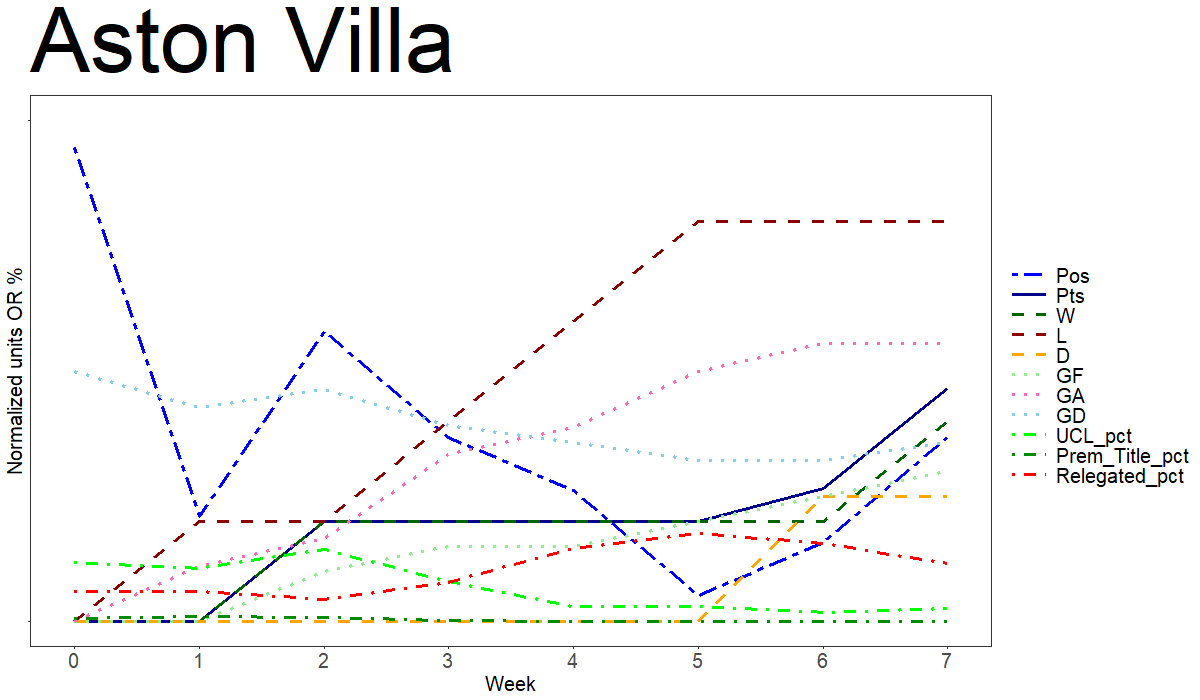 Aston Villa
Normalized units OR %
0 1 2 3 4 5 6 7
Week
Pos
Pts
W
L
D
GF
GA
GD
UCL_pct
Prem_Title_pct
Relegated_pct